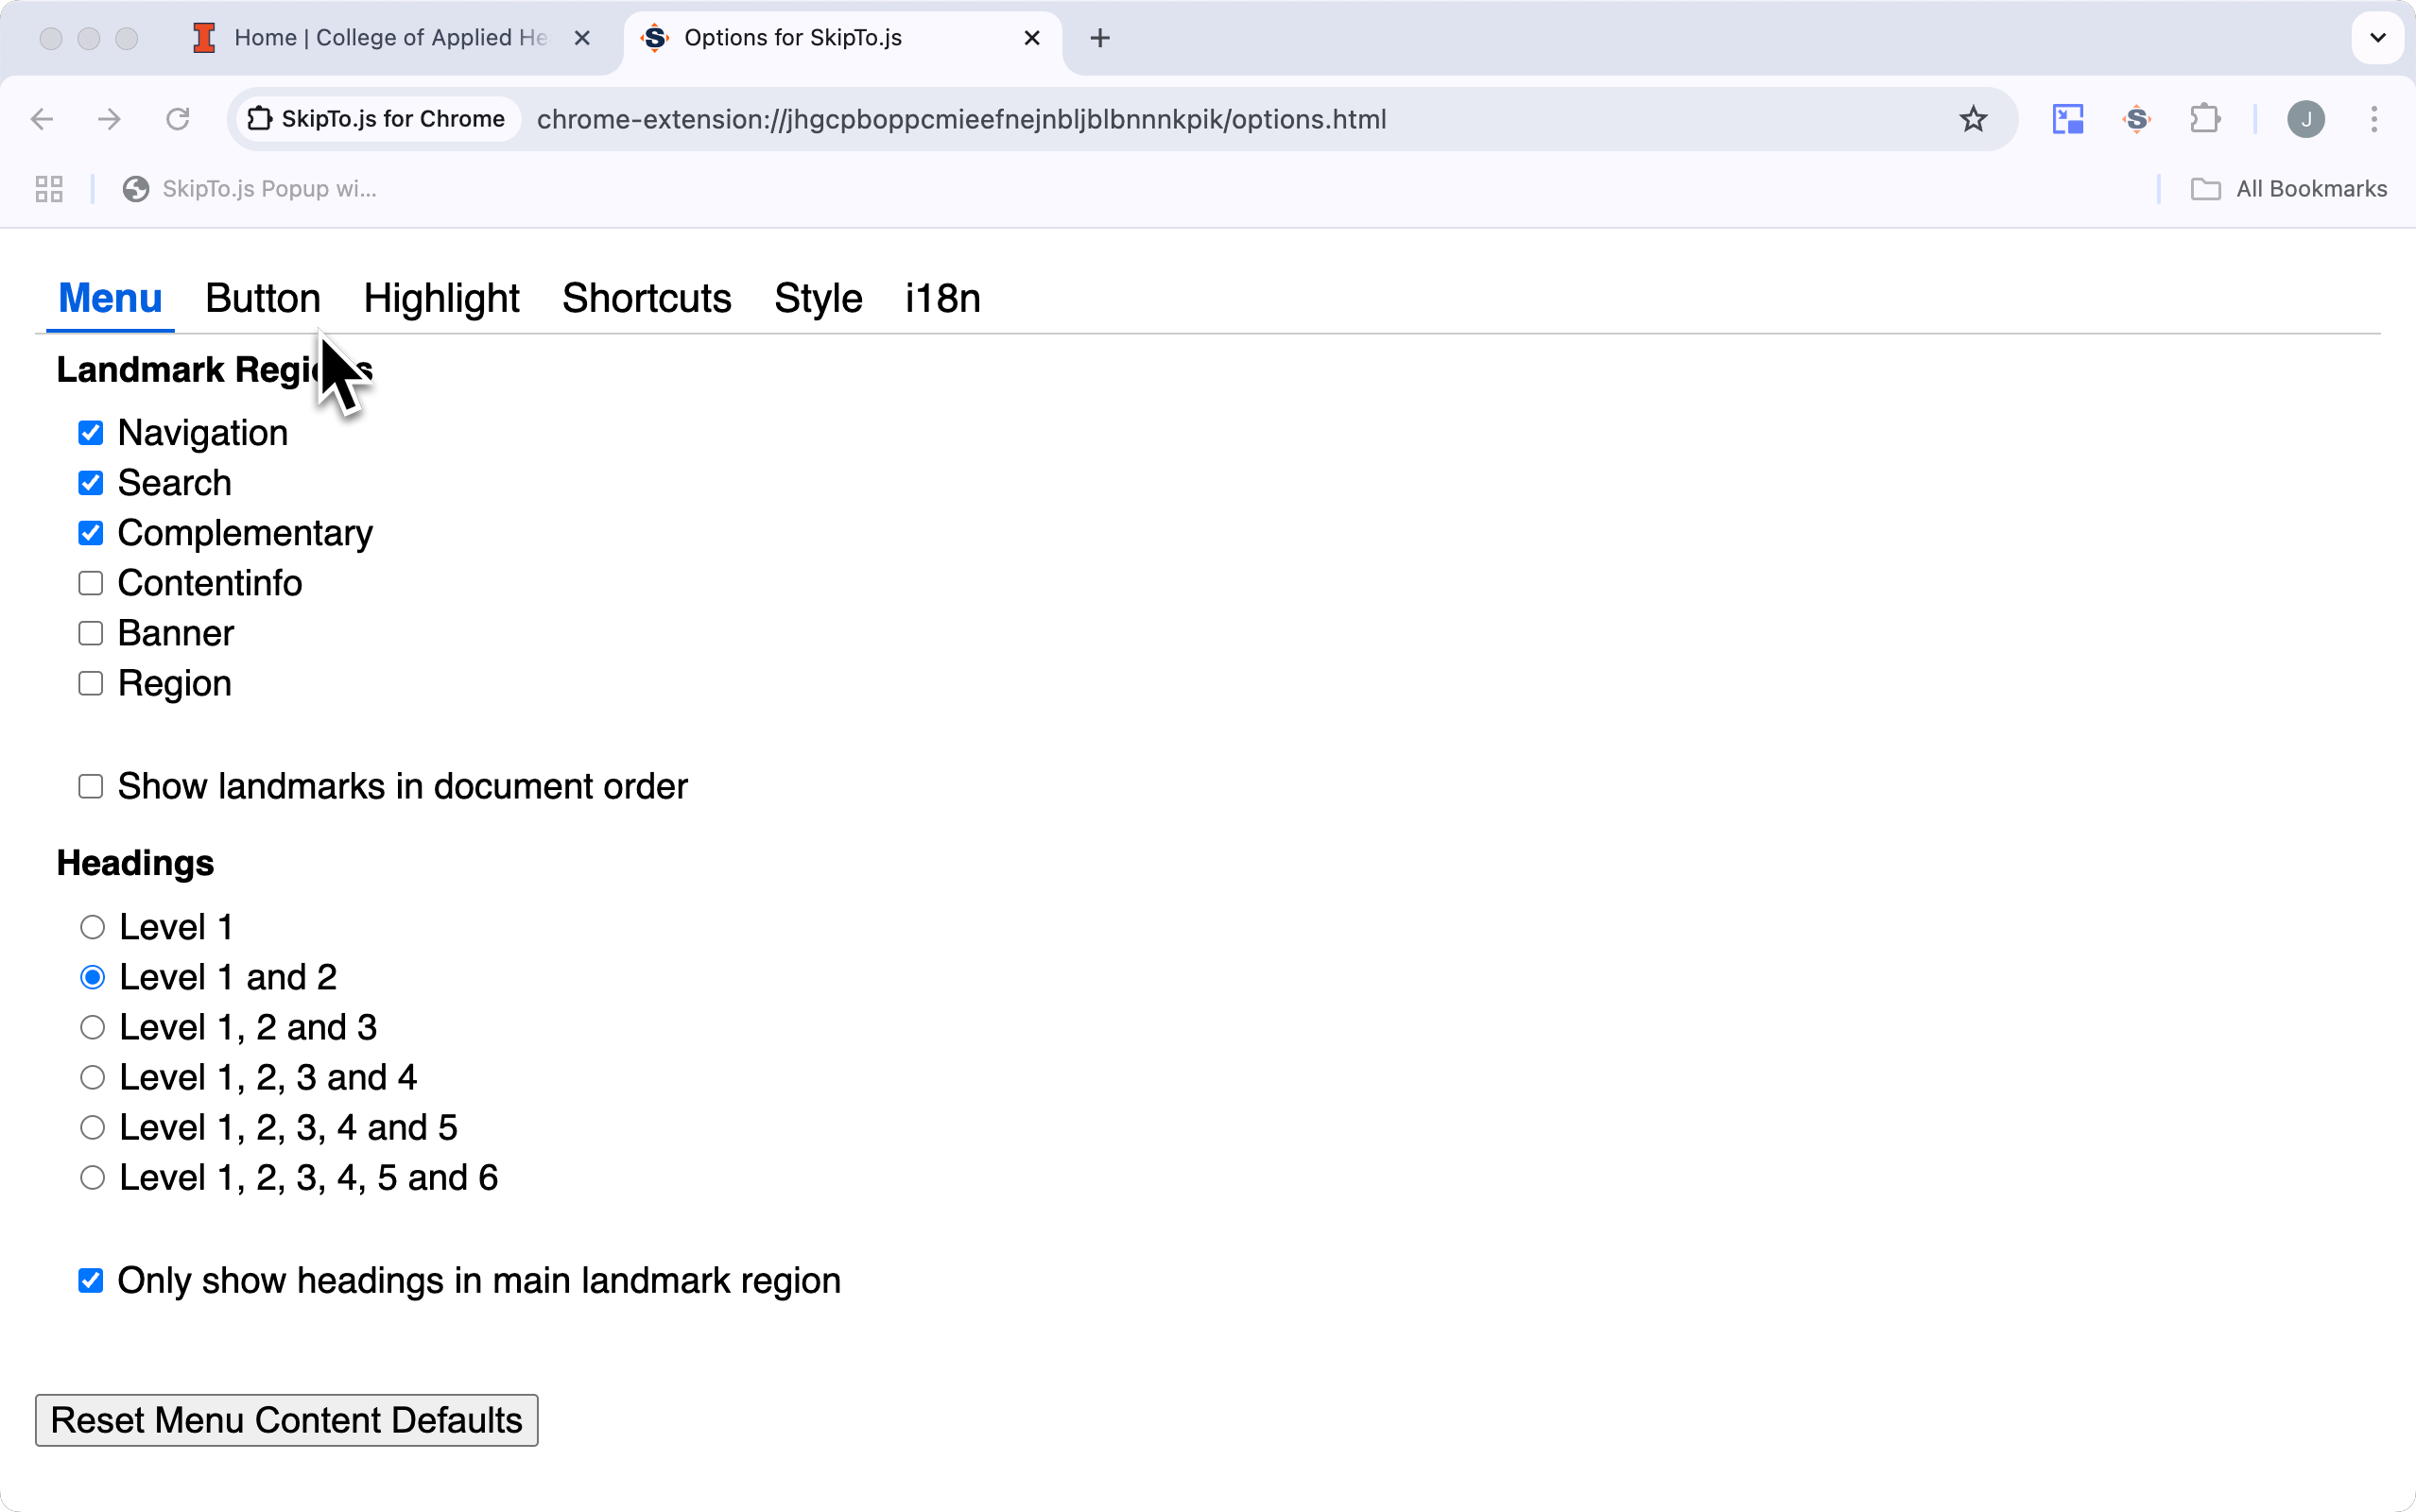 Home | College of Applied He
Options for SkipTo.js
SkipTo.js for Chrome
chrome-extension://jhgcpboppcmieefnejnbljblbnnnkpik/options.html
J
SkipTo.js Popup wi...
All Bookmarks
Menu Button Highlight Shortcuts Style i18n
Landmark Regions
Navigation
Search
Complementary
Contentinfo
Banner
Region
Show landmarks in document order
Headings
Level 1
Level 1 and 2
Level 1, 2 and 3
Level 1, 2, 3 and 4
Level 1, 2, 3, 4 and 5
Level 1, 2, 3, 4, 5 and 6
Only show headings in main landmark region
Reset Menu Content Defaults